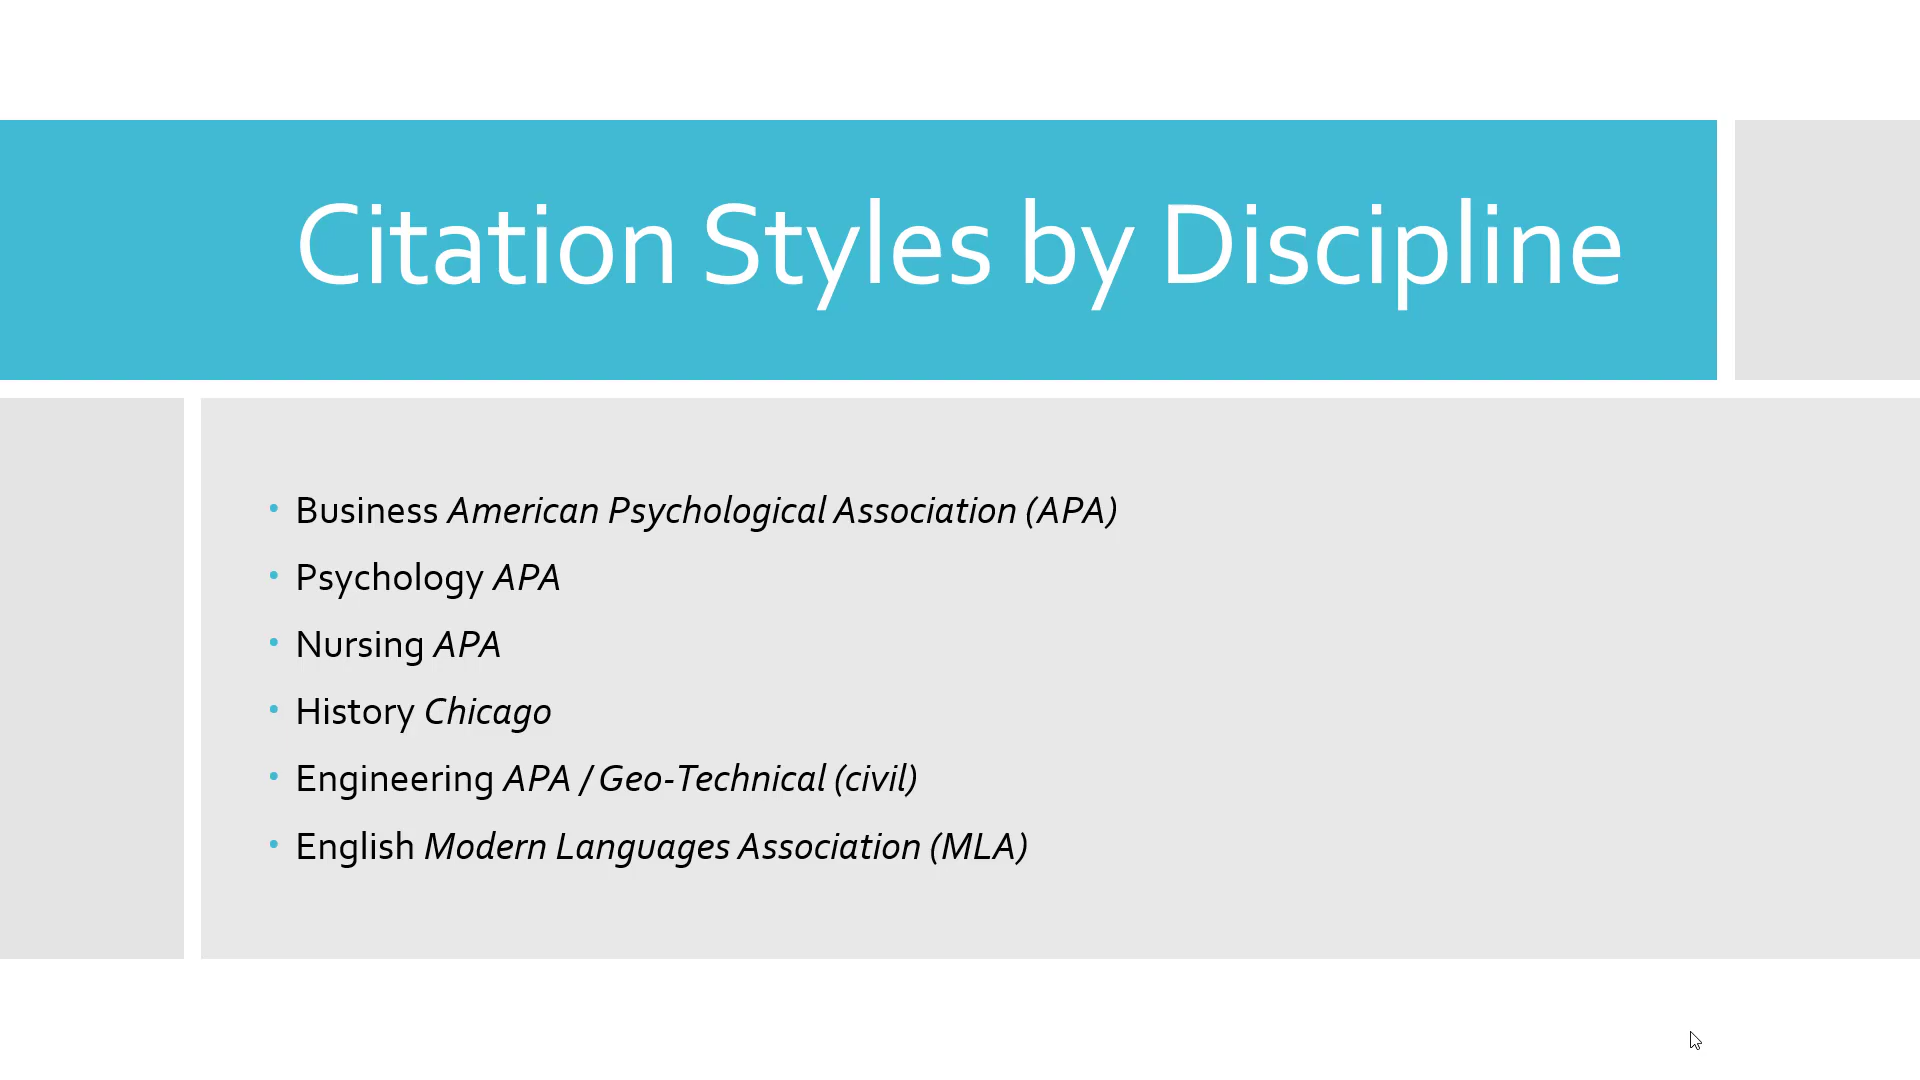 Citation Styles by Discipline
• Business American Psychological Association (APA)
• Psychology APA
• Nursing APA
• History Chicago
• Engineering APA / Geo-Technical (civil)
• English Modern Languages Association (MLA)